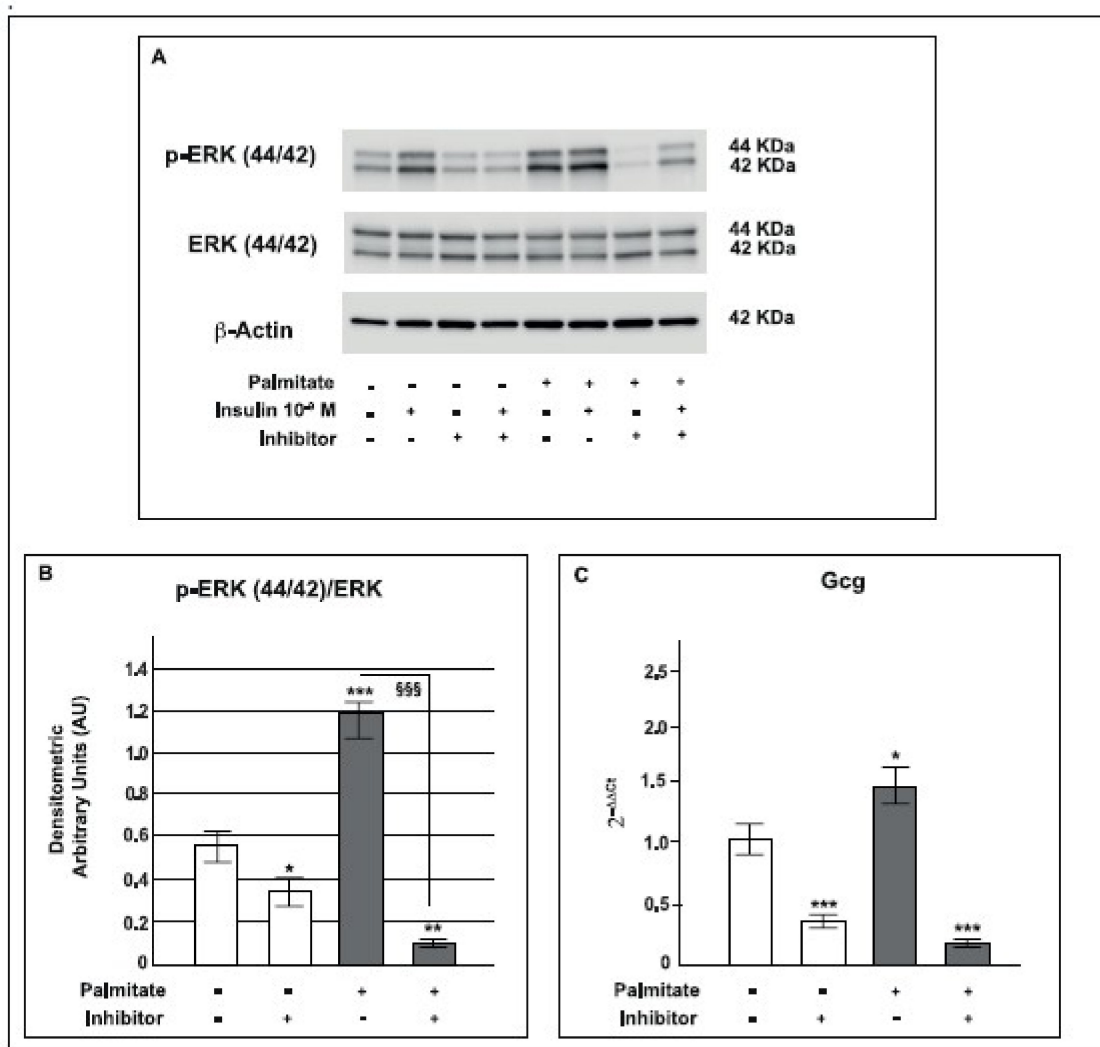 A
p-ERK (44/42)
44 KDa
42 KDa
ERK (44/42)
44 KDa
42 KDa
β-Actin
42 KDa
Palmitate - - - - + + + +
Insulin 10⁻⁹ M - + - + - + - +
Inhibitor - - + + - - + +
B
p-ERK (44/42)/ERK
Densitometric
Arbitrary Units (AU)
1.4
1.2
1.0
0.8
0.6
0.4
0.2
0
*
***
§§§
**
Palmitate - - + +
Inhibitor - + - +
C
Gcg
2-ΔΔCt
2,5
2.0
1.5
1.0
0,5
0
***
*
***
Palmitate - - + +
Inhibitor - + - +